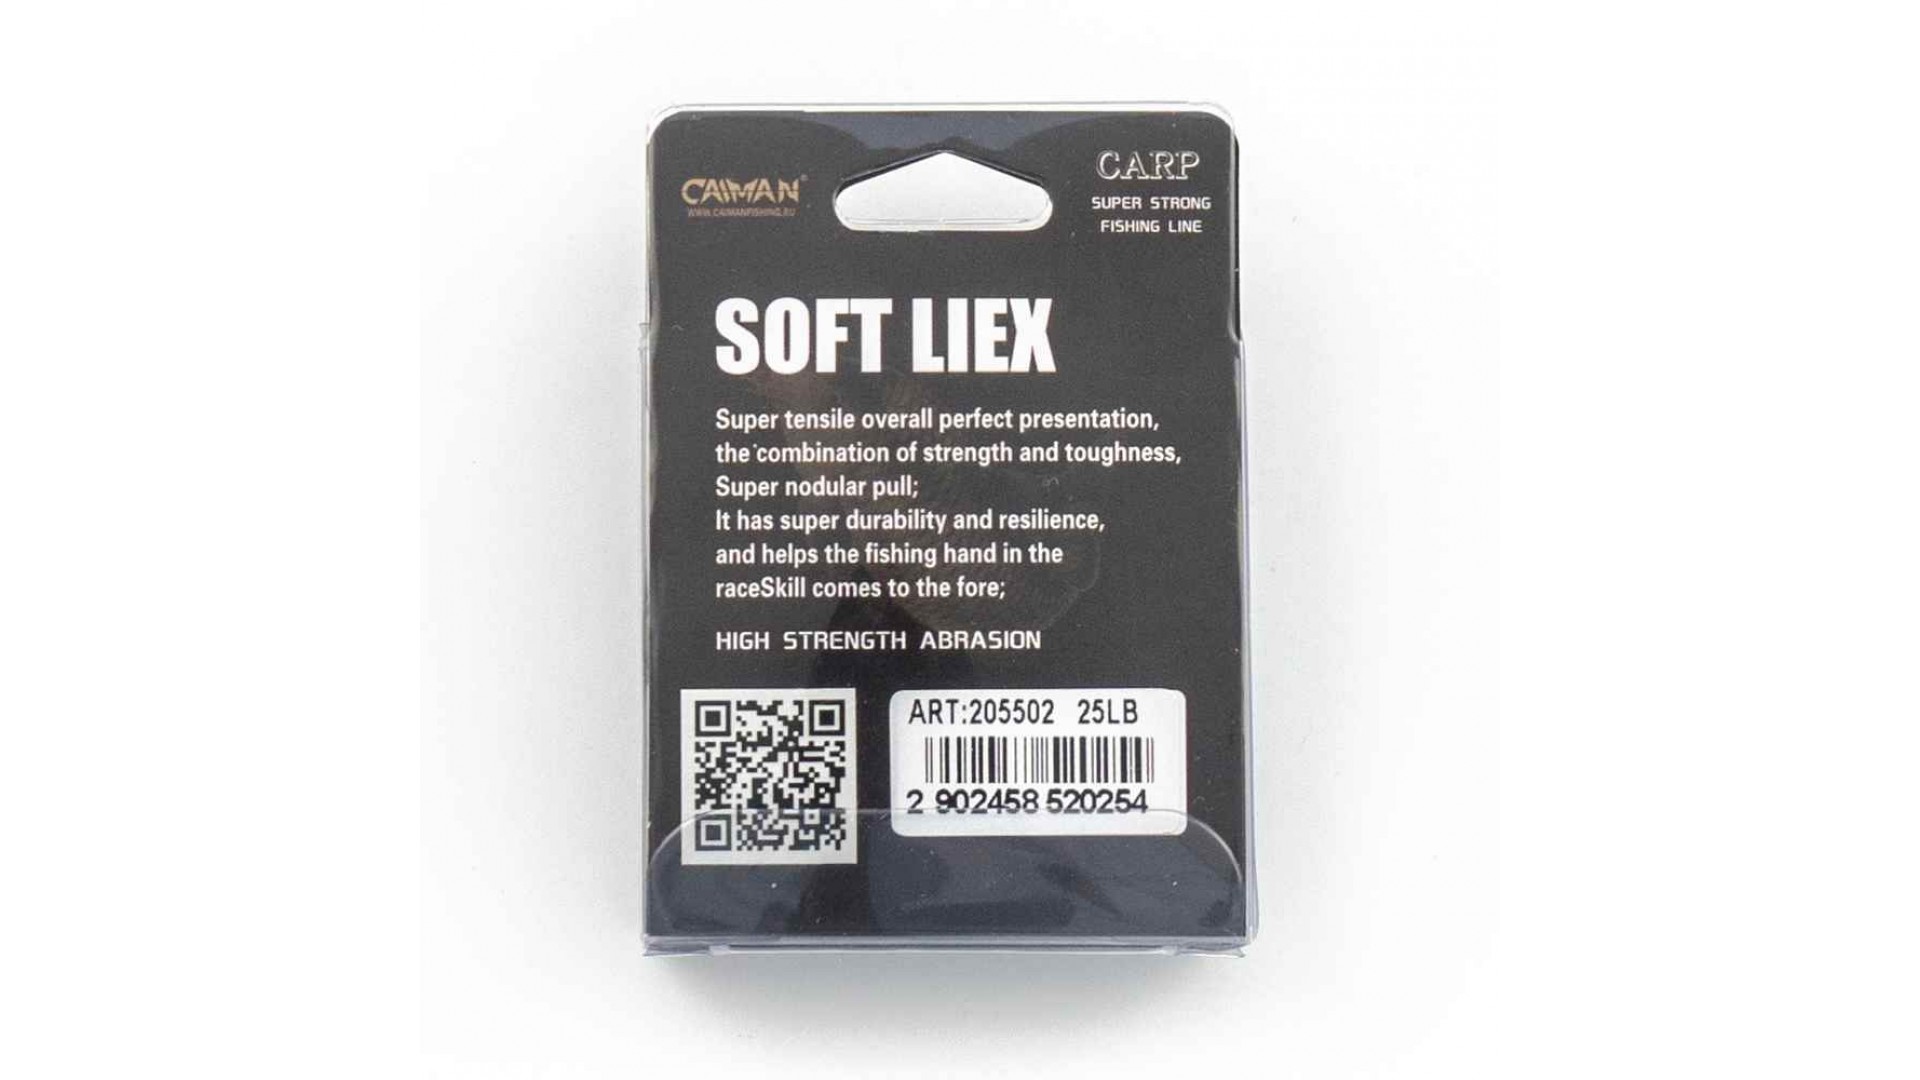 CAIMAN®
WWW.CAIMANFISHING.RU
CARP
SUPER STRONG
FISHING LINE
SOFT LIEX
Super tensile overall perfect presentation,
the combination of strength and toughness,
Super nodular pull;
It has super durability and resilience,
and helps the fishing hand in the
raceSkill comes to the fore;
HIGH STRENGTH ABRASION
ART:205502 25LB
2 902458 520254